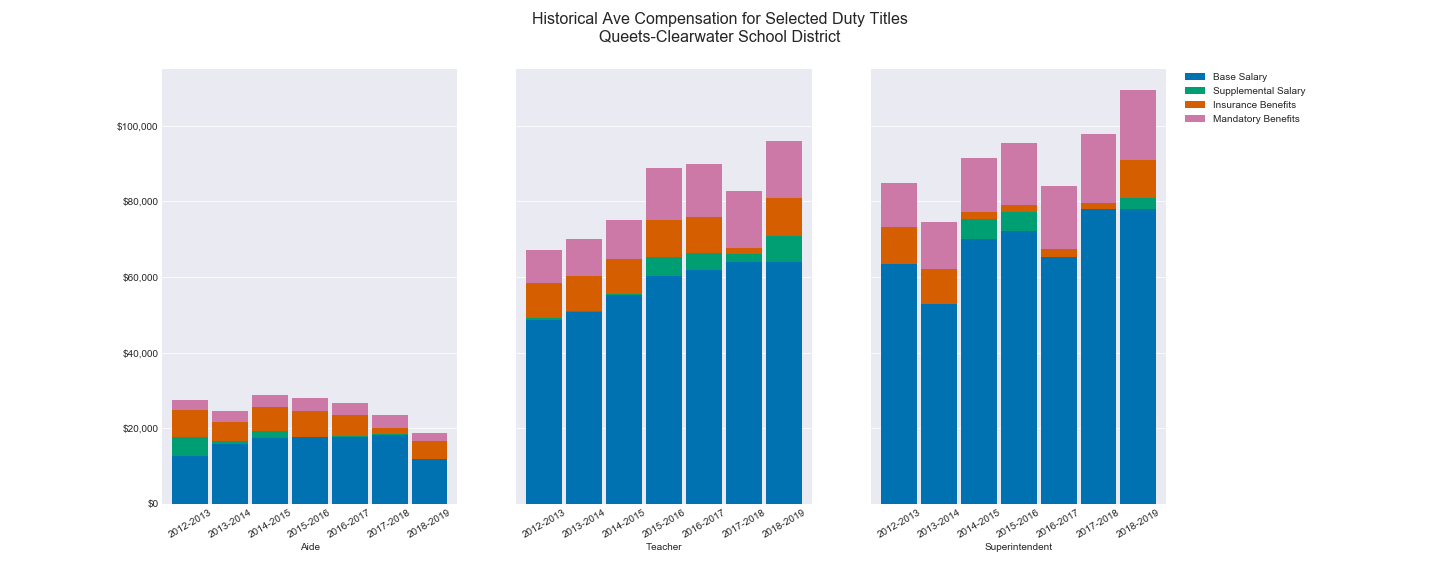 Historical Ave Compensation for Selected Duty Titles
Queets-Clearwater School District
Base Salary
Supplemental Salary
Insurance Benefits
Mandatory Benefits
$100,000
$80,000
$60,000
$40,000
$20,000
$0
2012-2013 2013-2014 2014-2015 2015-2016 2016-2017 2017-2018 2018-2019
Aide
2012-2013 2013-2014 2014-2015 2015-2016 2016-2017 2017-2018 2018-2019
Teacher
2012-2013 2013-2014 2014-2015 2015-2016 2016-2017 2017-2018 2018-2019
Superintendent